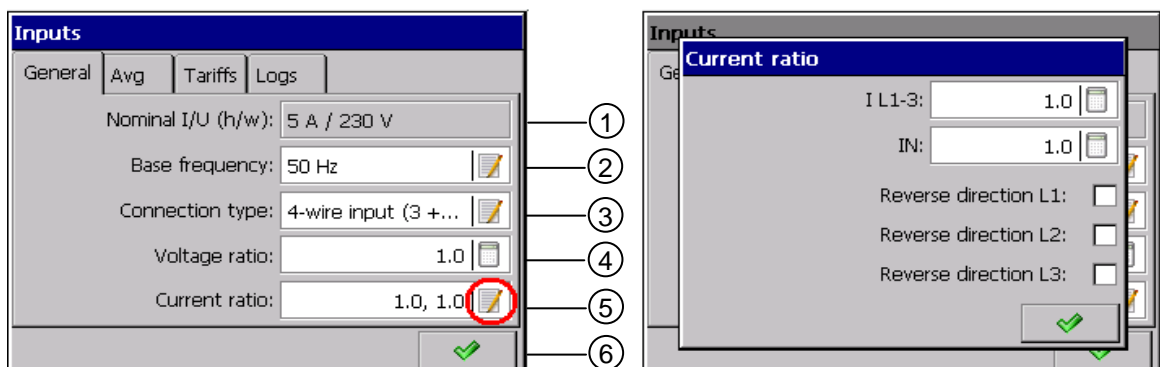 Inputs
General Avg Tariffs Logs
Nominal I/U (h/w): 5 A / 230 V 1
Base frequency: 50 Hz 2
Connection type: 4-wire input (3 +... 3
Voltage ratio: 1.0 4
Current ratio: 1.0, 1.0 5
6
Inputs
Ge
Current ratio
I L1-3: 1.0
IN: 1.0
Reverse direction L1:
Reverse direction L2:
Reverse direction L3: